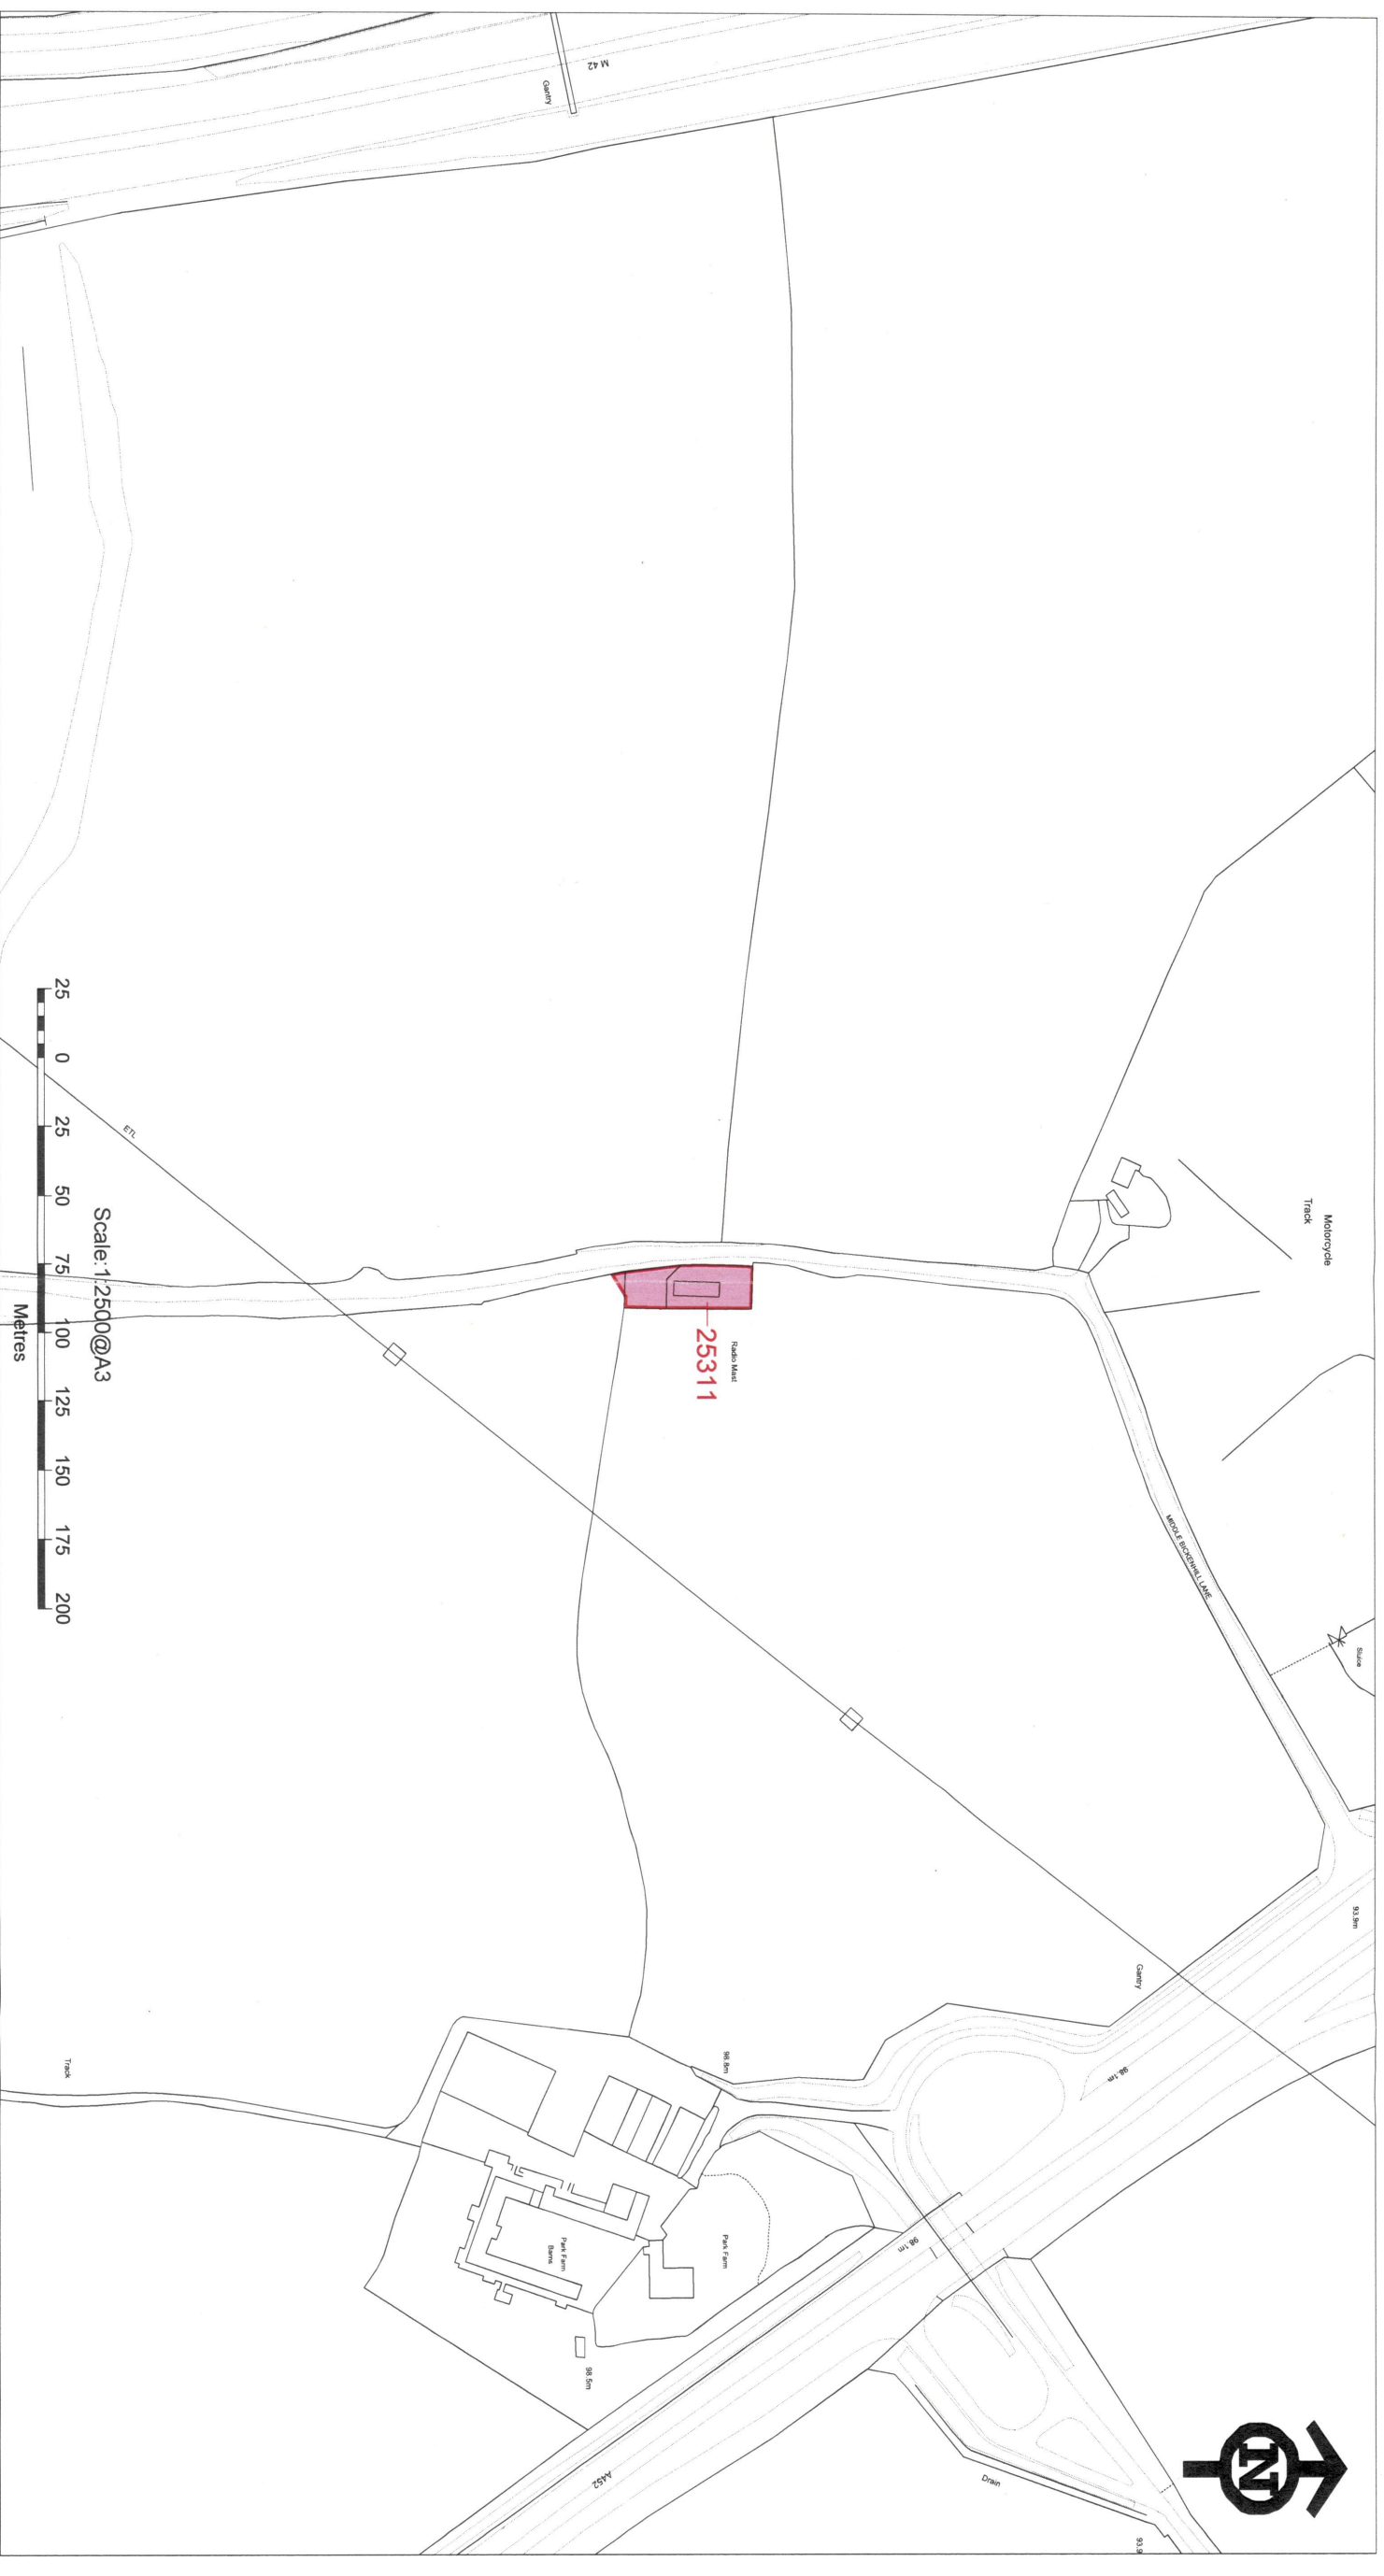 M 42
Gantry
Motorcycle
Track
Sluice
93.9m
MIDDLE BICKENHILL LANE
Radio Mast
25311
Gantry
98.1m
98.8m
98.1m
Park Farm
Park Farm
Barns
98.5m
A452
Drain
93.9
ETL
Track
N
Scale:1:2500@A3
25 0 25 50 75 100 125 150 175 200
Metres